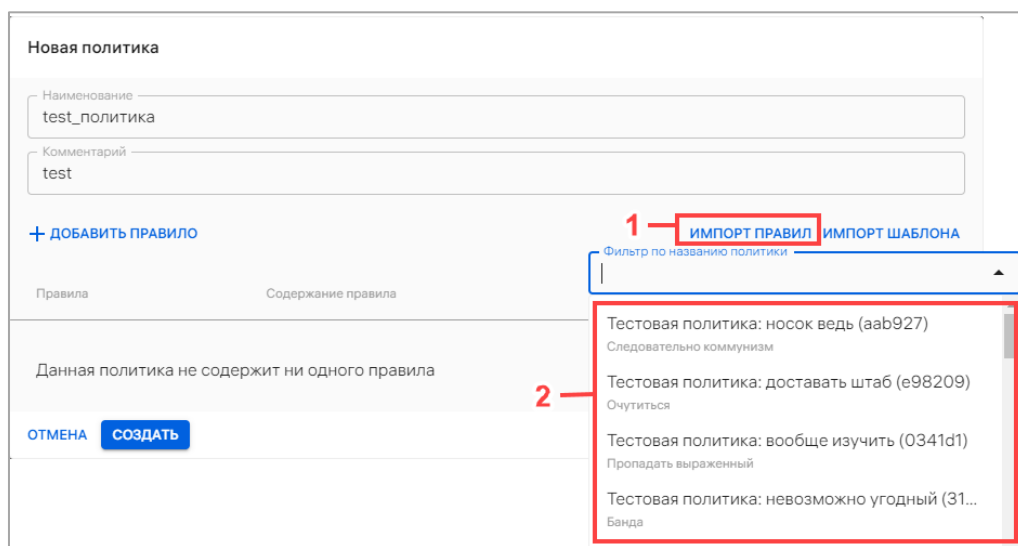 Новая политика
Наименование
test_политика
Комментарий
test
+ ДОБАВИТЬ ПРАВИЛО
1
ИМПОРТ ПРАВИЛ
ИМПОРТ ШАБЛОНА
Фильтр по названию политики
Правила
Содержание правила
Тестовая политика: носок ведь (aab927)
Следовательно коммунизм
Данная политика не содержит ни одного правила
2
Тестовая политика: доставать штаб (e98209)
Очутиться
ОТМЕНА
СОЗДАТЬ
Тестовая политика: вообще изучить (0341d1)
Пропадать выраженный
Тестовая политика: невозможно угодный (31...
Банда